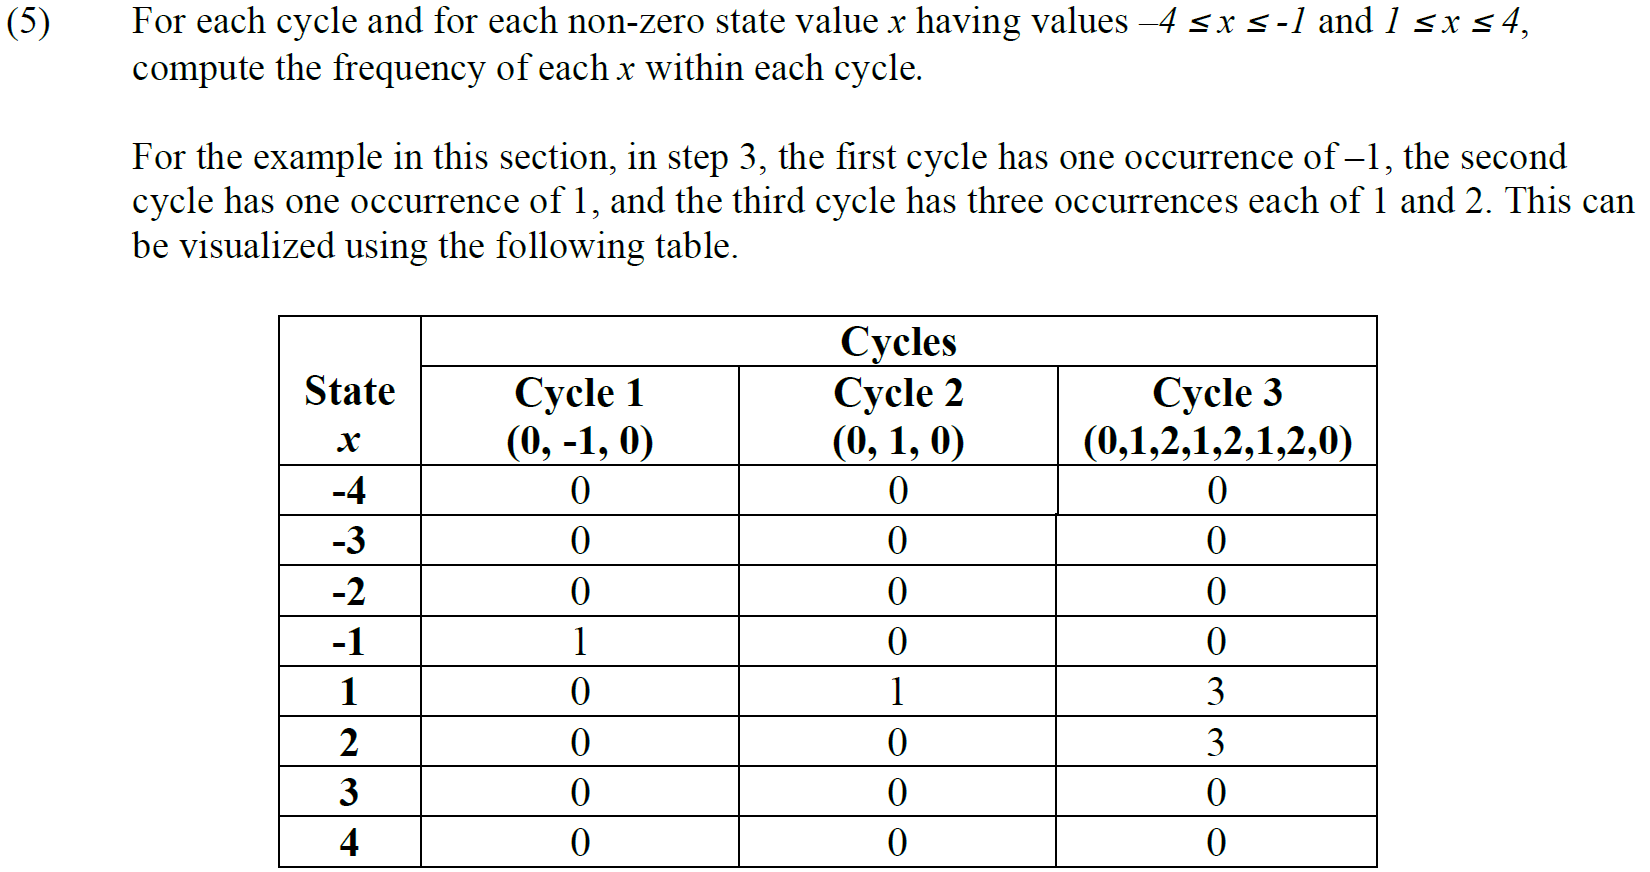 (5) For each cycle and for each non-zero state value x having values –4 ≤ x ≤ -1 and 1 ≤ x ≤ 4,
compute the frequency of each x within each cycle.
For the example in this section, in step 3, the first cycle has one occurrence of –1, the second
cycle has one occurrence of 1, and the third cycle has three occurrences each of 1 and 2. This can
be visualized using the following table.
Cycles
State x Cycle 1 (0, -1, 0) Cycle 2 (0, 1, 0) Cycle 3 (0,1,2,1,2,1,2,0)
-4 0 0 0
-3 0 0 0
-2 0 0 0
-1 1 0 0
1 0 1 3
2 0 0 3
3 0 0 0
4 0 0 0